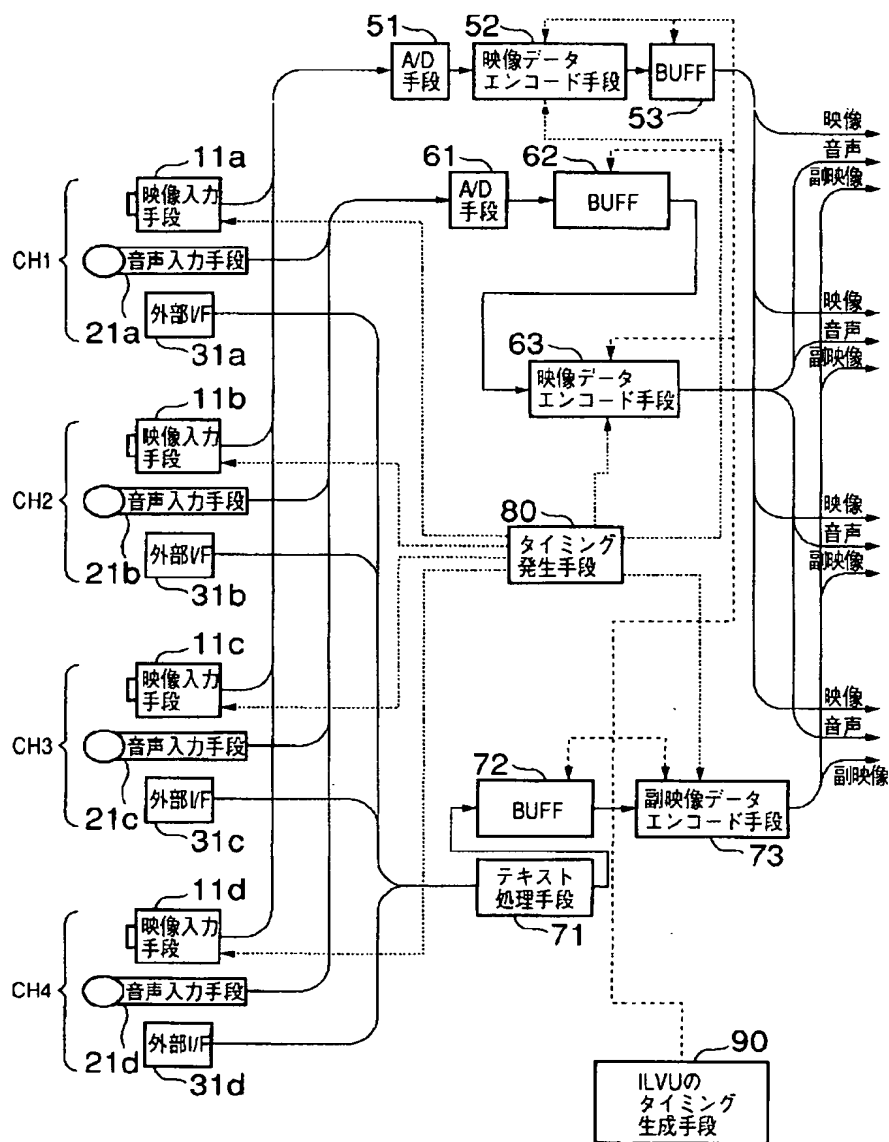 51
A/D
手段
52
映像データ
エンコード手段
BUFF
53
映像
音声
副映像
61
A/D
手段
62
BUFF
CH1
11a
映像入力
手段
音声入力手段
21a
外部I/F
31a
映像
音声
副映像
63
映像データ
エンコード手段
CH2
11b
映像入力
手段
音声入力手段
21b
外部I/F
31b
80
タイミング
発生手段
映像
音声
副映像
CH3
11c
映像入力
手段
音声入力手段
21c
外部I/F
31c
映像
音声
副映像
72
BUFF
副映像データ
エンコード手段
73
テキスト
処理手段
71
CH4
11d
映像入力
手段
音声入力手段
21d
外部I/F
31d
90
ILVUの
タイミング
生成手段